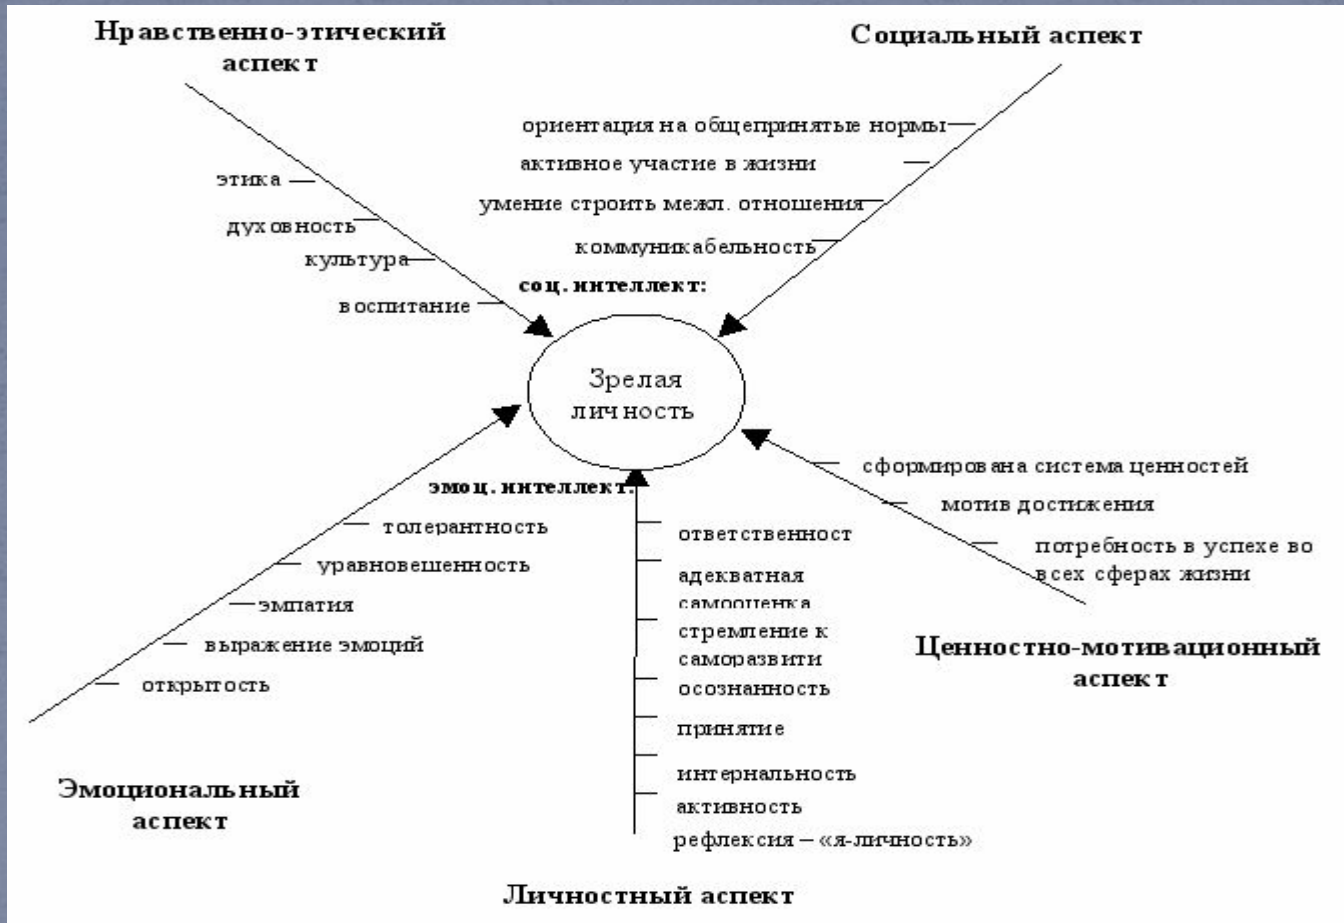 Нравственно-этический
аспект
этика
духовность
культура
воспитание
Социальный аспект
ориентация на общепринятые нормы
активное участие в жизни
умение строить межл. отношения
коммуникабельность
соц. интеллект:
Зрелая
личность
эмоц. интеллект:
толерантность
уравновешенность
эмпатия
выражение эмоций
открытость
Эмоциональный
аспект
ответственност
адекватная
самооценка
стремление к
саморазвити
осознанность
принятие
интернальность
активность
рефлексия – «я-личность»
Личностный аспект
сформирована система ценностей
мотив достижения
потребность в успехе во
всех сферах жизни
Ценностно-мотивационный
аспект